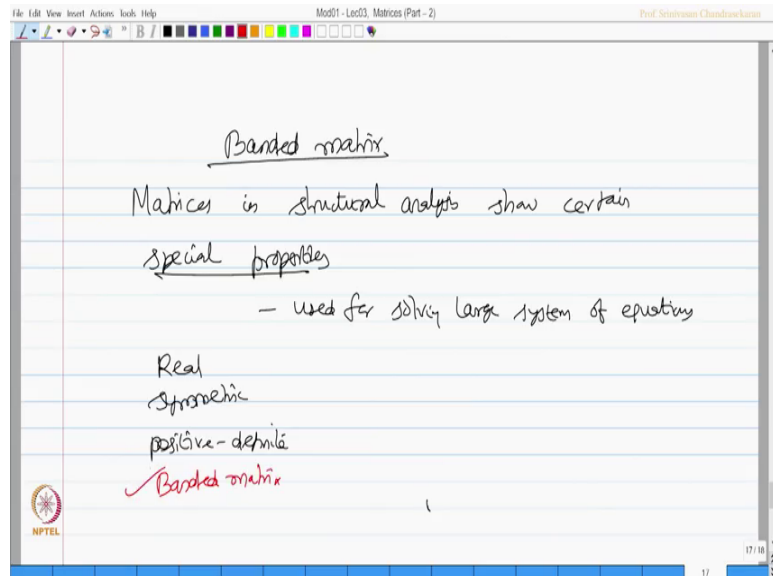 File Edit View Insert Actions Tools Help
Mod01 - Lec03, Matrices (Part – 2)
Prof. Srinivasan Chandrasekaran
B I
Banded matrix
Matrices in structural analysis show certain
special properties
- used for solving large system of equations
Real
Symmetric
positive-definite
Banded matrix
NPTEL
17/18
17